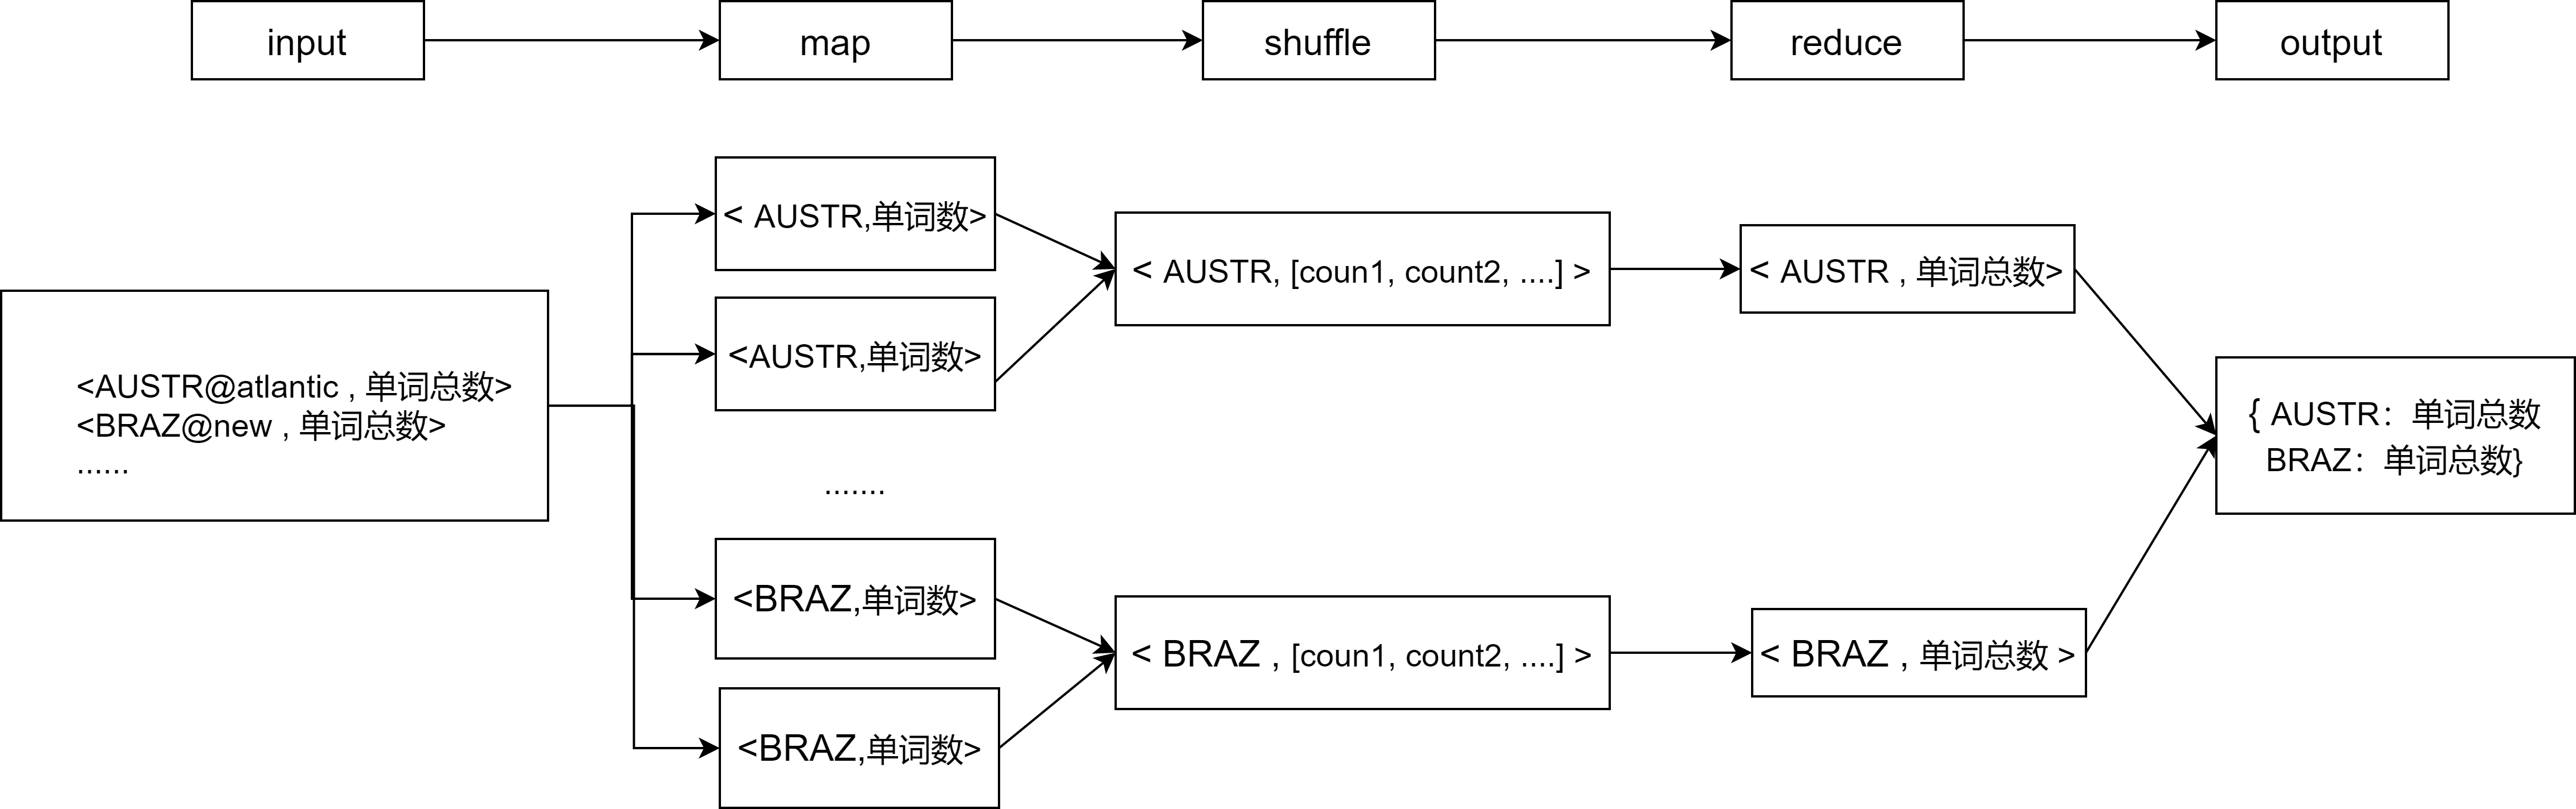 input
map
shuffle
reduce
output
< AUSTR,单词数>
<AUSTR,单词数>
.......
<BRAZ,单词数>
<BRAZ,单词数>
<AUSTR@atlantic , 单词总数>
<BRAZ@new , 单词总数>
......
< AUSTR, [coun1, count2, ....] >
< BRAZ , [coun1, count2, ....] >
< AUSTR , 单词总数>
< BRAZ , 单词总数 >
{ AUSTR：单词总数
BRAZ：单词总数}